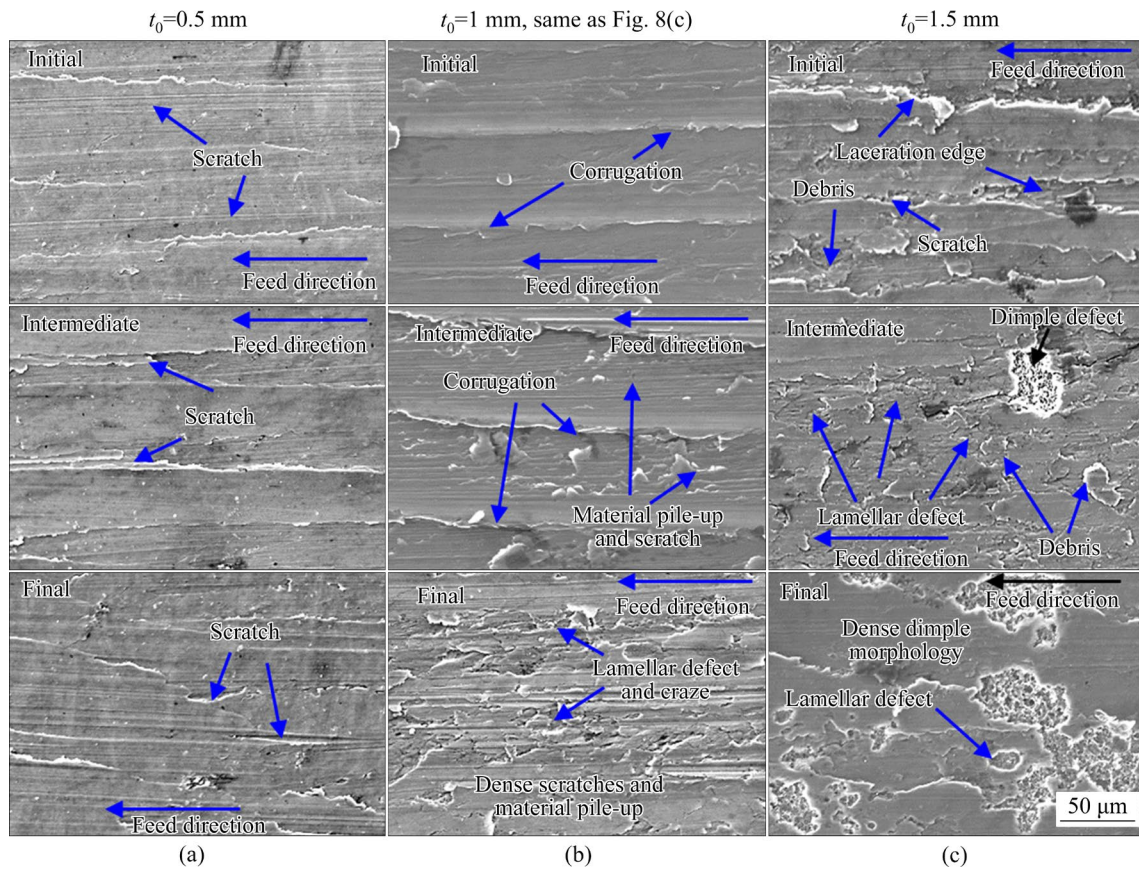 t₀=0.5 mm
t₀=1 mm, same as Fig. 8(c)
t₀=1.5 mm
Initial
Scratch
Feed direction
Initial
Corrugation
Feed direction
Initial
Feed direction
Laceration edge
Debris
Scratch
Intermediate
Feed direction
Scratch
Intermediate
Feed direction
Corrugation
Material pile-up
and scratch
Intermediate
Dimple defect
Lamellar defect
Debris
Feed direction
Final
Scratch
Feed direction
Final
Feed direction
Lamellar defect
and craze
Dense scratches and
material pile-up
Final
Feed direction
Dense dimple
morphology
Lamellar defect
50 μm
(a)
(b)
(c)